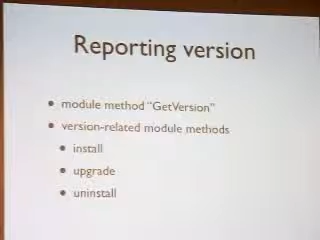 Reporting version
• module method "GetVersion"
• version-related module methods
• install
• upgrade
• uninstall